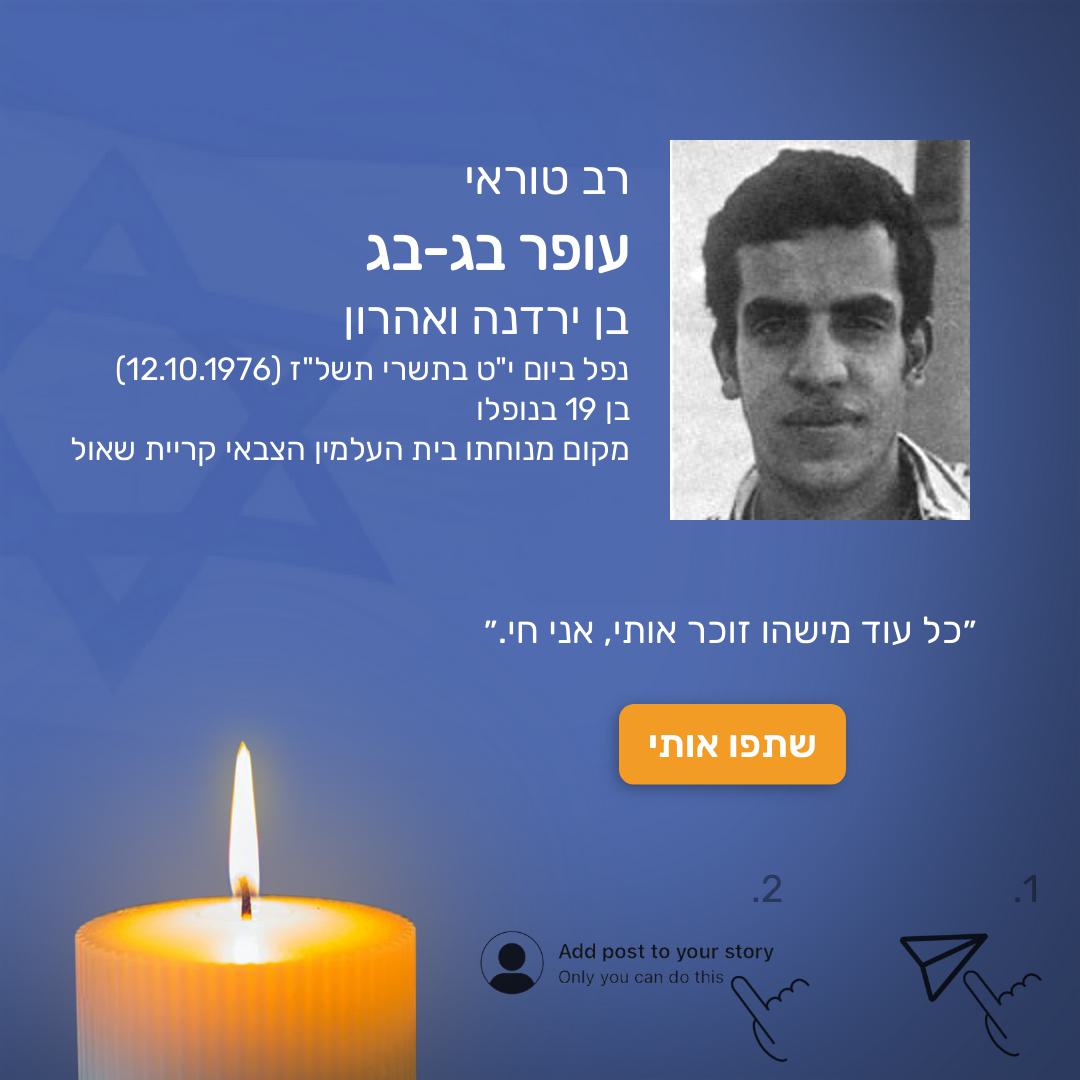 רב טוראי
עופר בג-בג
בן ירדנה ואהרון
נפל ביום י"ט בתשרי תשל"ז (12.10.1976)
בן 19 בנופלו
מקום מנוחתו בית העלמין הצבאי קריית שאול
״כל עוד מישהו זוכר אותי, אני חי.״
שתפו אותי
1.
2.
Add post to your story
Only you can do this